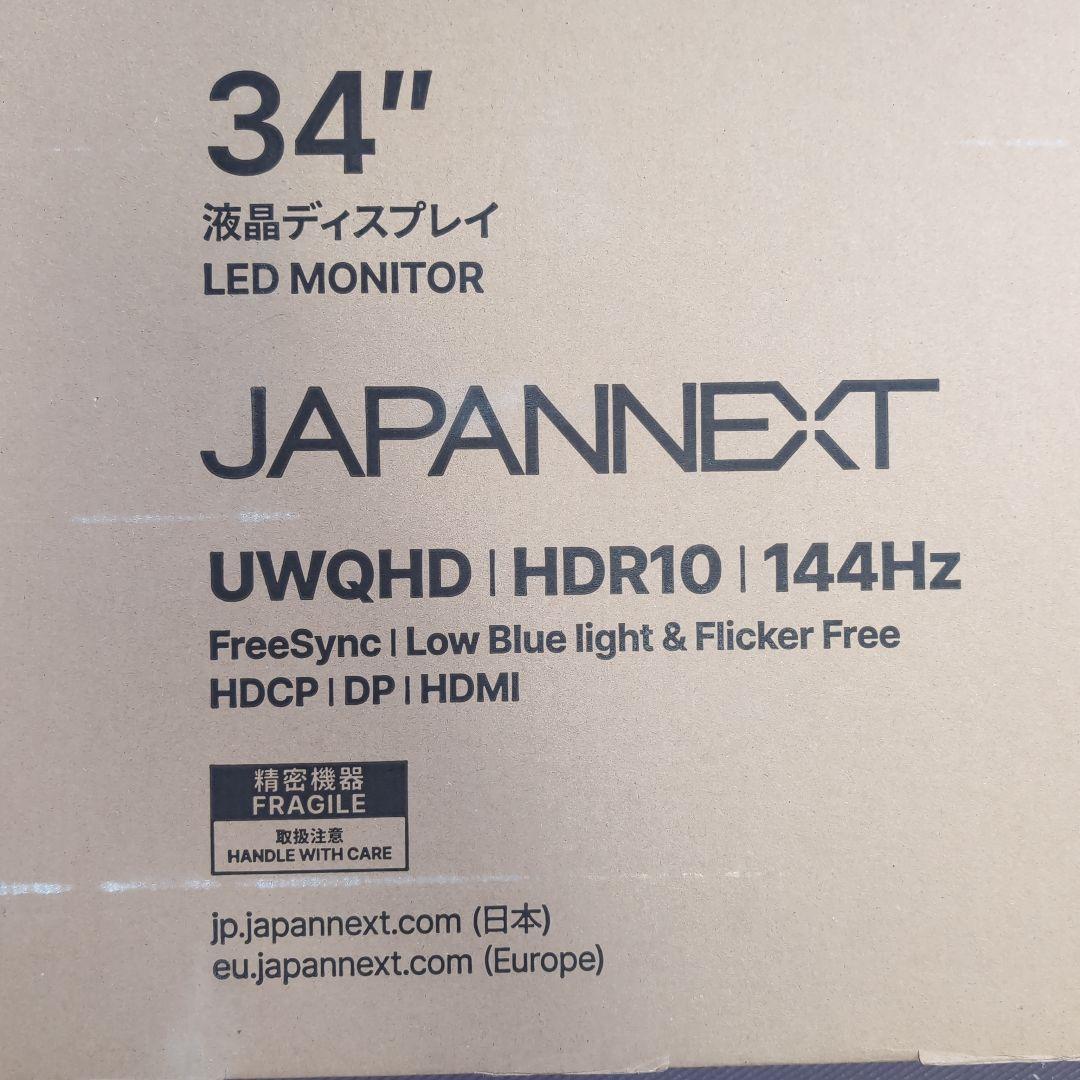 34"
液晶ディスプレイ
LED MONITOR
JAPANNEXT
UWQHD | HDR10 | 144Hz
FreeSync | Low Blue light & Flicker Free
HDCP | DP | HDMI
精密機器
FRAGILE
取扱注意
HANDLE WITH CARE
jp.japannext.com (日本)
eu.japannext.com (Europe)